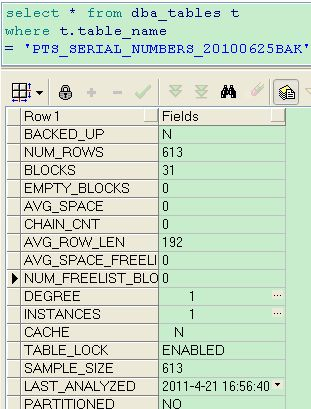 select * from dba_tables t
where t.table_name
= 'PTS_SERIAL_NUMBERS_20100625BAK'
Row 1 Fields
BACKED_UP N
NUM_ROWS 613
BLOCKS 31
EMPTY_BLOCKS 0
AVG_SPACE 0
CHAIN_CNT 0
AVG_ROW_LEN 192
AVG_SPACE_FREELI 0
NUM_FREELIST_BLO 0
DEGREE 1 ...
INSTANCES 1 ...
CACHE N
TABLE_LOCK ENABLED
SAMPLE_SIZE 613
LAST_ANALYZED 2011-4-21 16:56:40
PARTITIONED NO